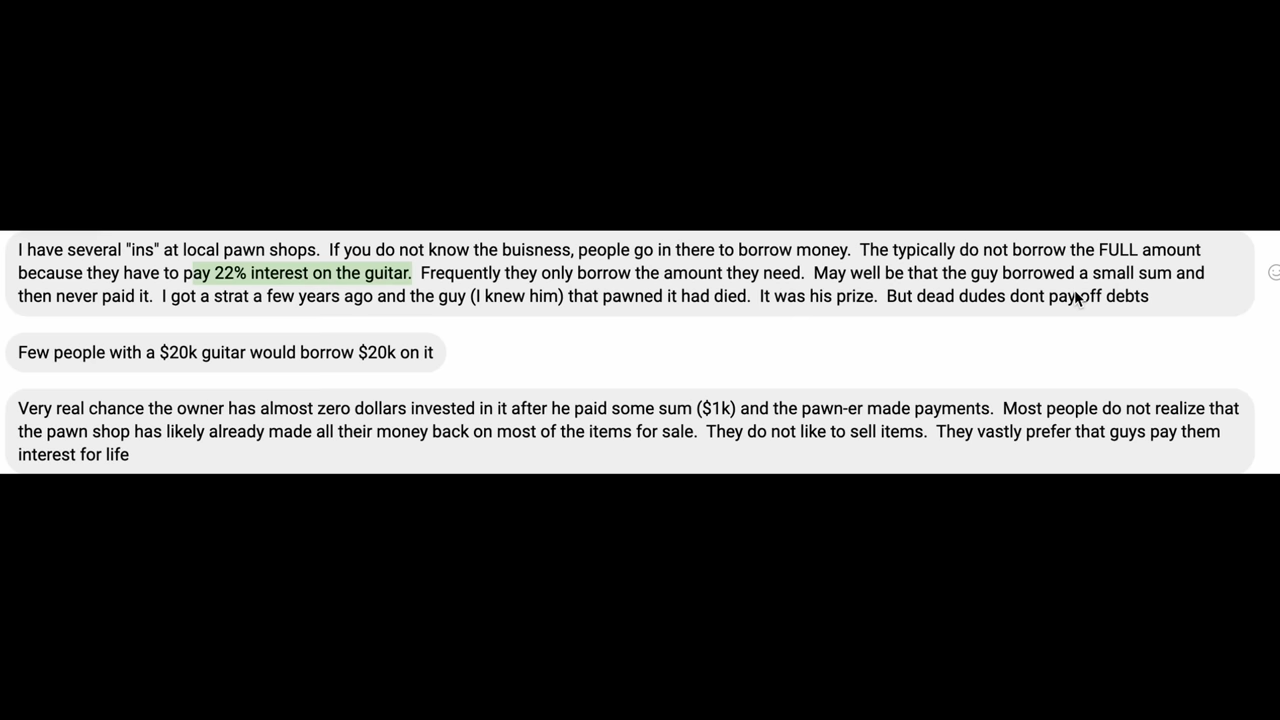 I have several "ins" at local pawn shops.  If you do not know the buisness, people go in there to borrow money.  The typically do not borrow the FULL amount
because they have to pay 22% interest on the guitar.  Frequently they only borrow the amount they need.  May well be that the guy borrowed a small sum and
then never paid it.  I got a strat a few years ago and the guy (I knew him) that pawned it had died.  It was his prize.  But dead dudes dont pay off debts
Few people with a $20k guitar would borrow $20k on it
Very real chance the owner has almost zero dollars invested in it after he paid some sum ($1k) and the pawn-er made payments.  Most people do not realize that
the pawn shop has likely already made all their money back on most of the items for sale.  They do not like to sell items.  They vastly prefer that guys pay them
interest for life